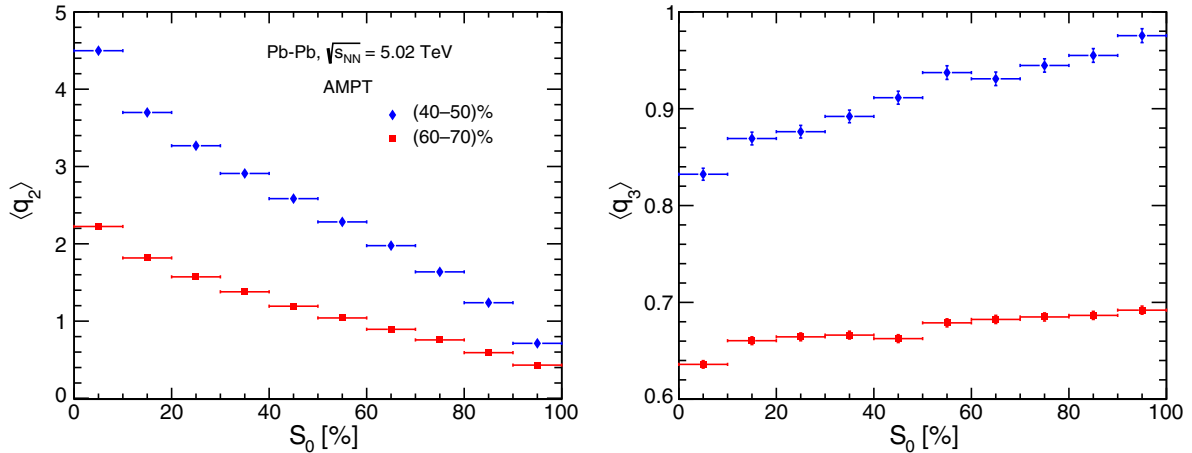 5
4
3
2
1
0
⟨q₂⟩
Pb-Pb, √s_NN = 5.02 TeV
AMPT
(40–50)%
(60–70)%
0 20 40 60 80 100
S₀ [%]
1
0.9
0.8
0.7
0.6
⟨q₃⟩
0 20 40 60 80 100
S₀ [%]